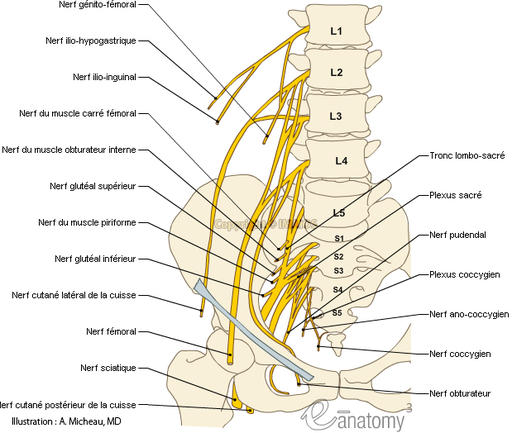 Nerf génito-fémoral
Nerf ilio-hypogastrique
Nerf ilio-inguinal
Nerf du muscle carré fémoral
Nerf du muscle obturateur interne
Nerf glutéal supérieur
Nerf du muscle piriforme
Nerf glutéal inférieur
Nerf cutané latéral de la cuisse
Nerf fémoral
Nerf sciatique
Nerf cutané postérieur de la cuisse
Illustration : A. Micheau, MD
L1
L2
L3
L4
L5
S1
S2
S3
S4
S5
Tronc lombo-sacré
Plexus sacré
Nerf pudendal
Plexus coccygien
Nerf ano-coccygien
Nerf coccygien
Nerf obturateur
e-anatomy